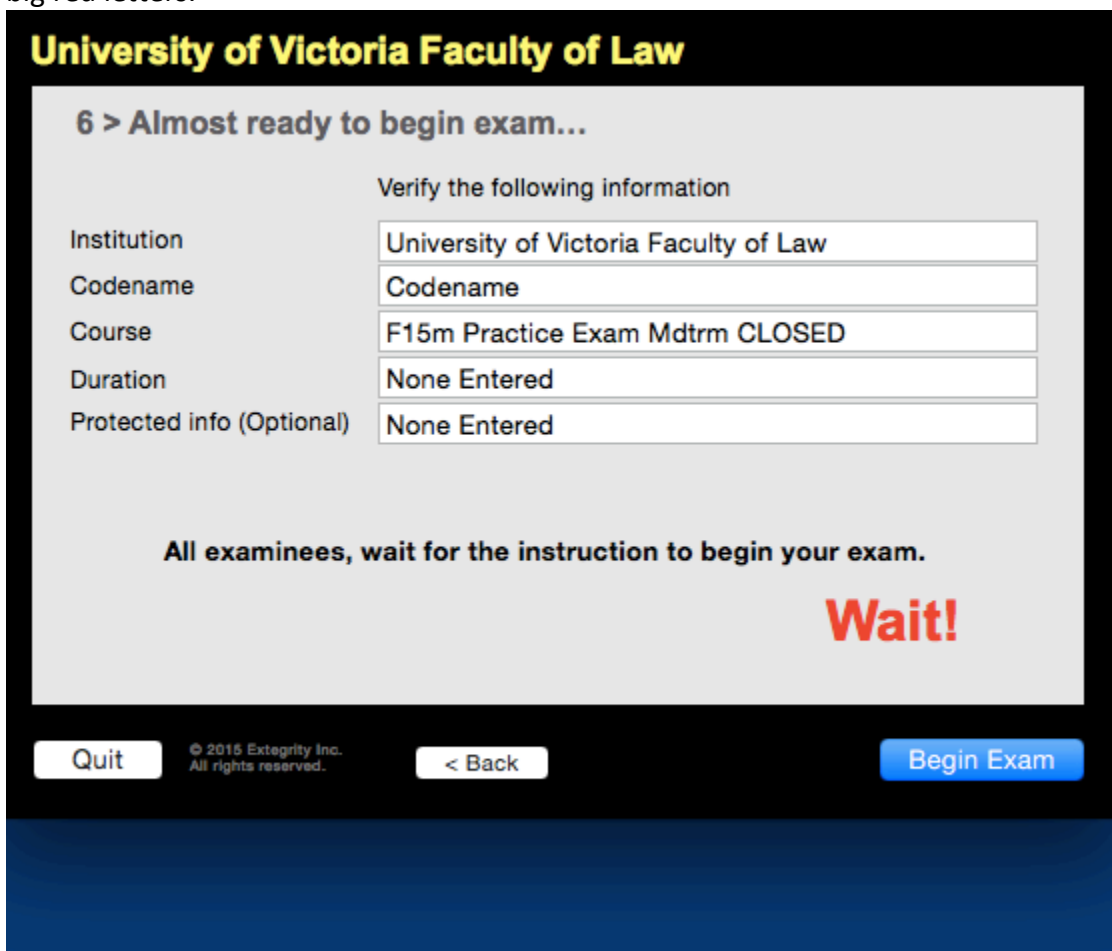 big red letters.
University of Victoria Faculty of Law
6 > Almost ready to begin exam...
Verify the following information
Institution University of Victoria Faculty of Law
Codename Codename
Course F15m Practice Exam Mdtrm CLOSED
Duration None Entered
Protected info (Optional) None Entered
All examinees, wait for the instruction to begin your exam.
Wait!
Quit © 2015 Extegrity Inc. < Back Begin Exam
All rights reserved.